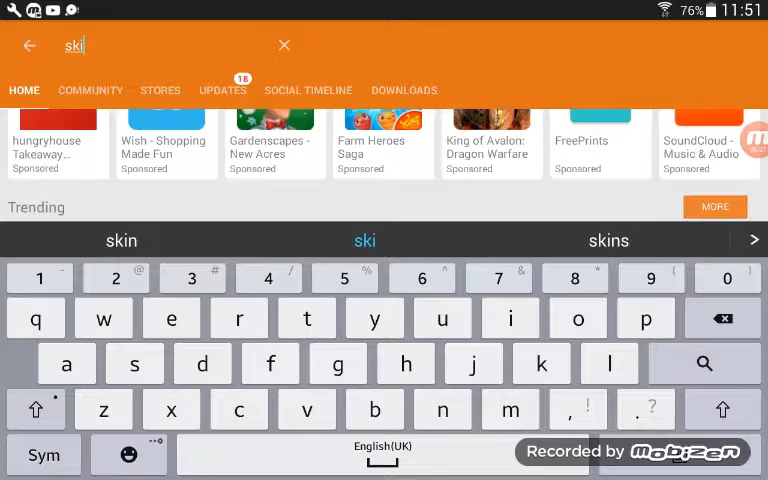 76% 11:51
ski
HOME COMMUNITY STORES UPDATES 18 SOCIAL TIMELINE DOWNLOADS
hungryhouse Takeaway...
Sponsored
Wish - Shopping Made Fun
Sponsored
Gardenscapes - New Acres
Sponsored
Farm Heroes Saga
Sponsored
King of Avalon: Dragon Warfare
Sponsored
FreePrints
Sponsored
SoundCloud - Music & Audio
Sponsored
Trending MORE
skin ski skins >
1 - 2 @ 3 # 4 / 5 % 6 ^ 7 & 8 * 9 ( 0 )
q w e r t y u i o p
a s d f g h j k l
z x c v b n m , ! . ?
Sym English(UK)
Recorded by MOBIZEN